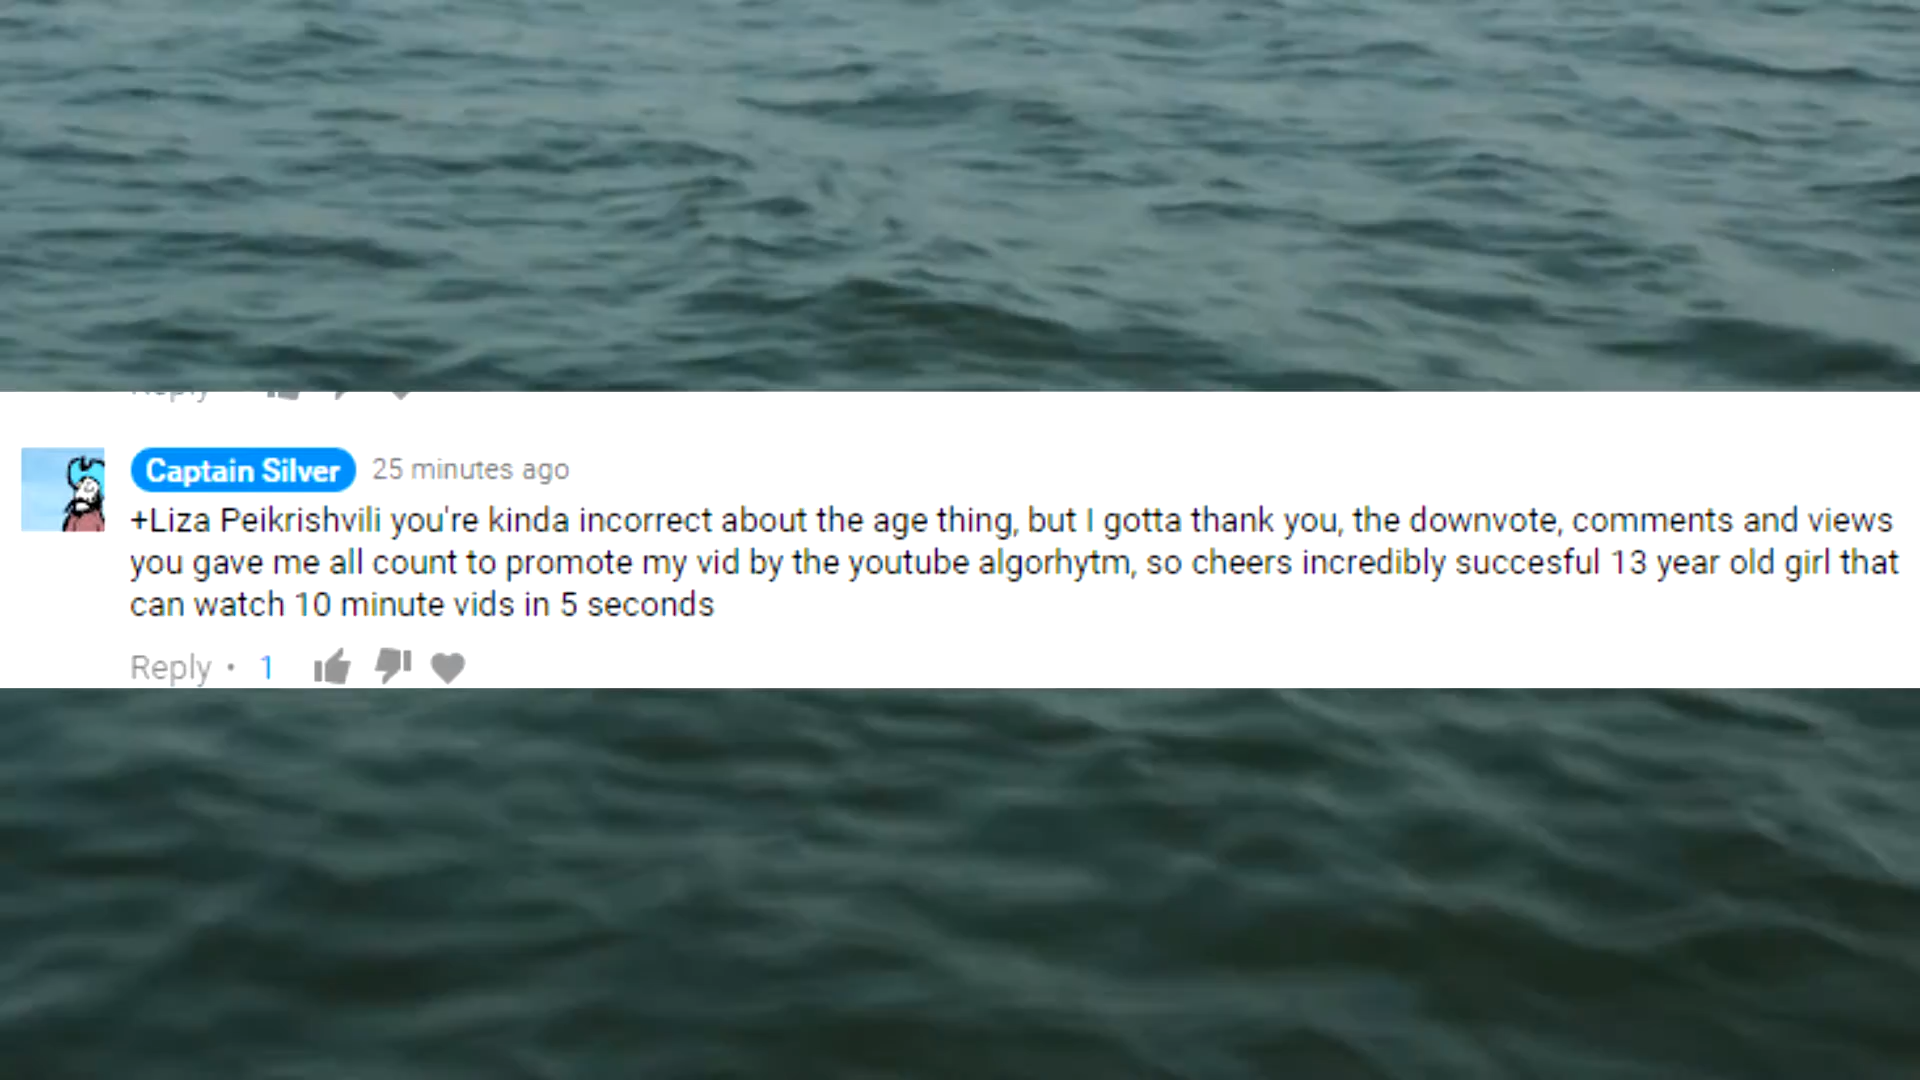 Reply
Captain Silver 25 minutes ago
+Liza Peikrishvili you're kinda incorrect about the age thing, but I gotta thank you, the downvote, comments and views
you gave me all count to promote my vid by the youtube algorhytm, so cheers incredibly succesful 13 year old girl that
can watch 10 minute vids in 5 seconds
Reply • 1